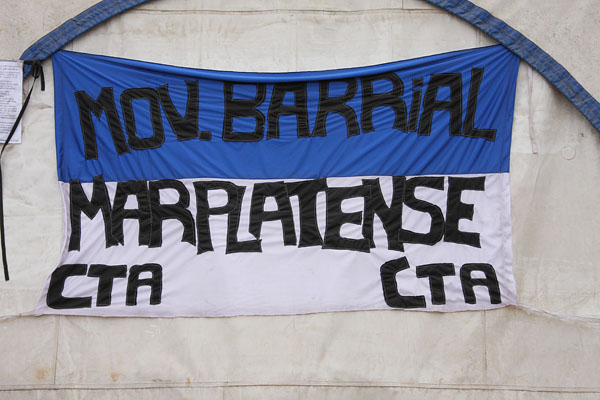 MOV. BARRiAL
MARPLATENSE
CTA CTA